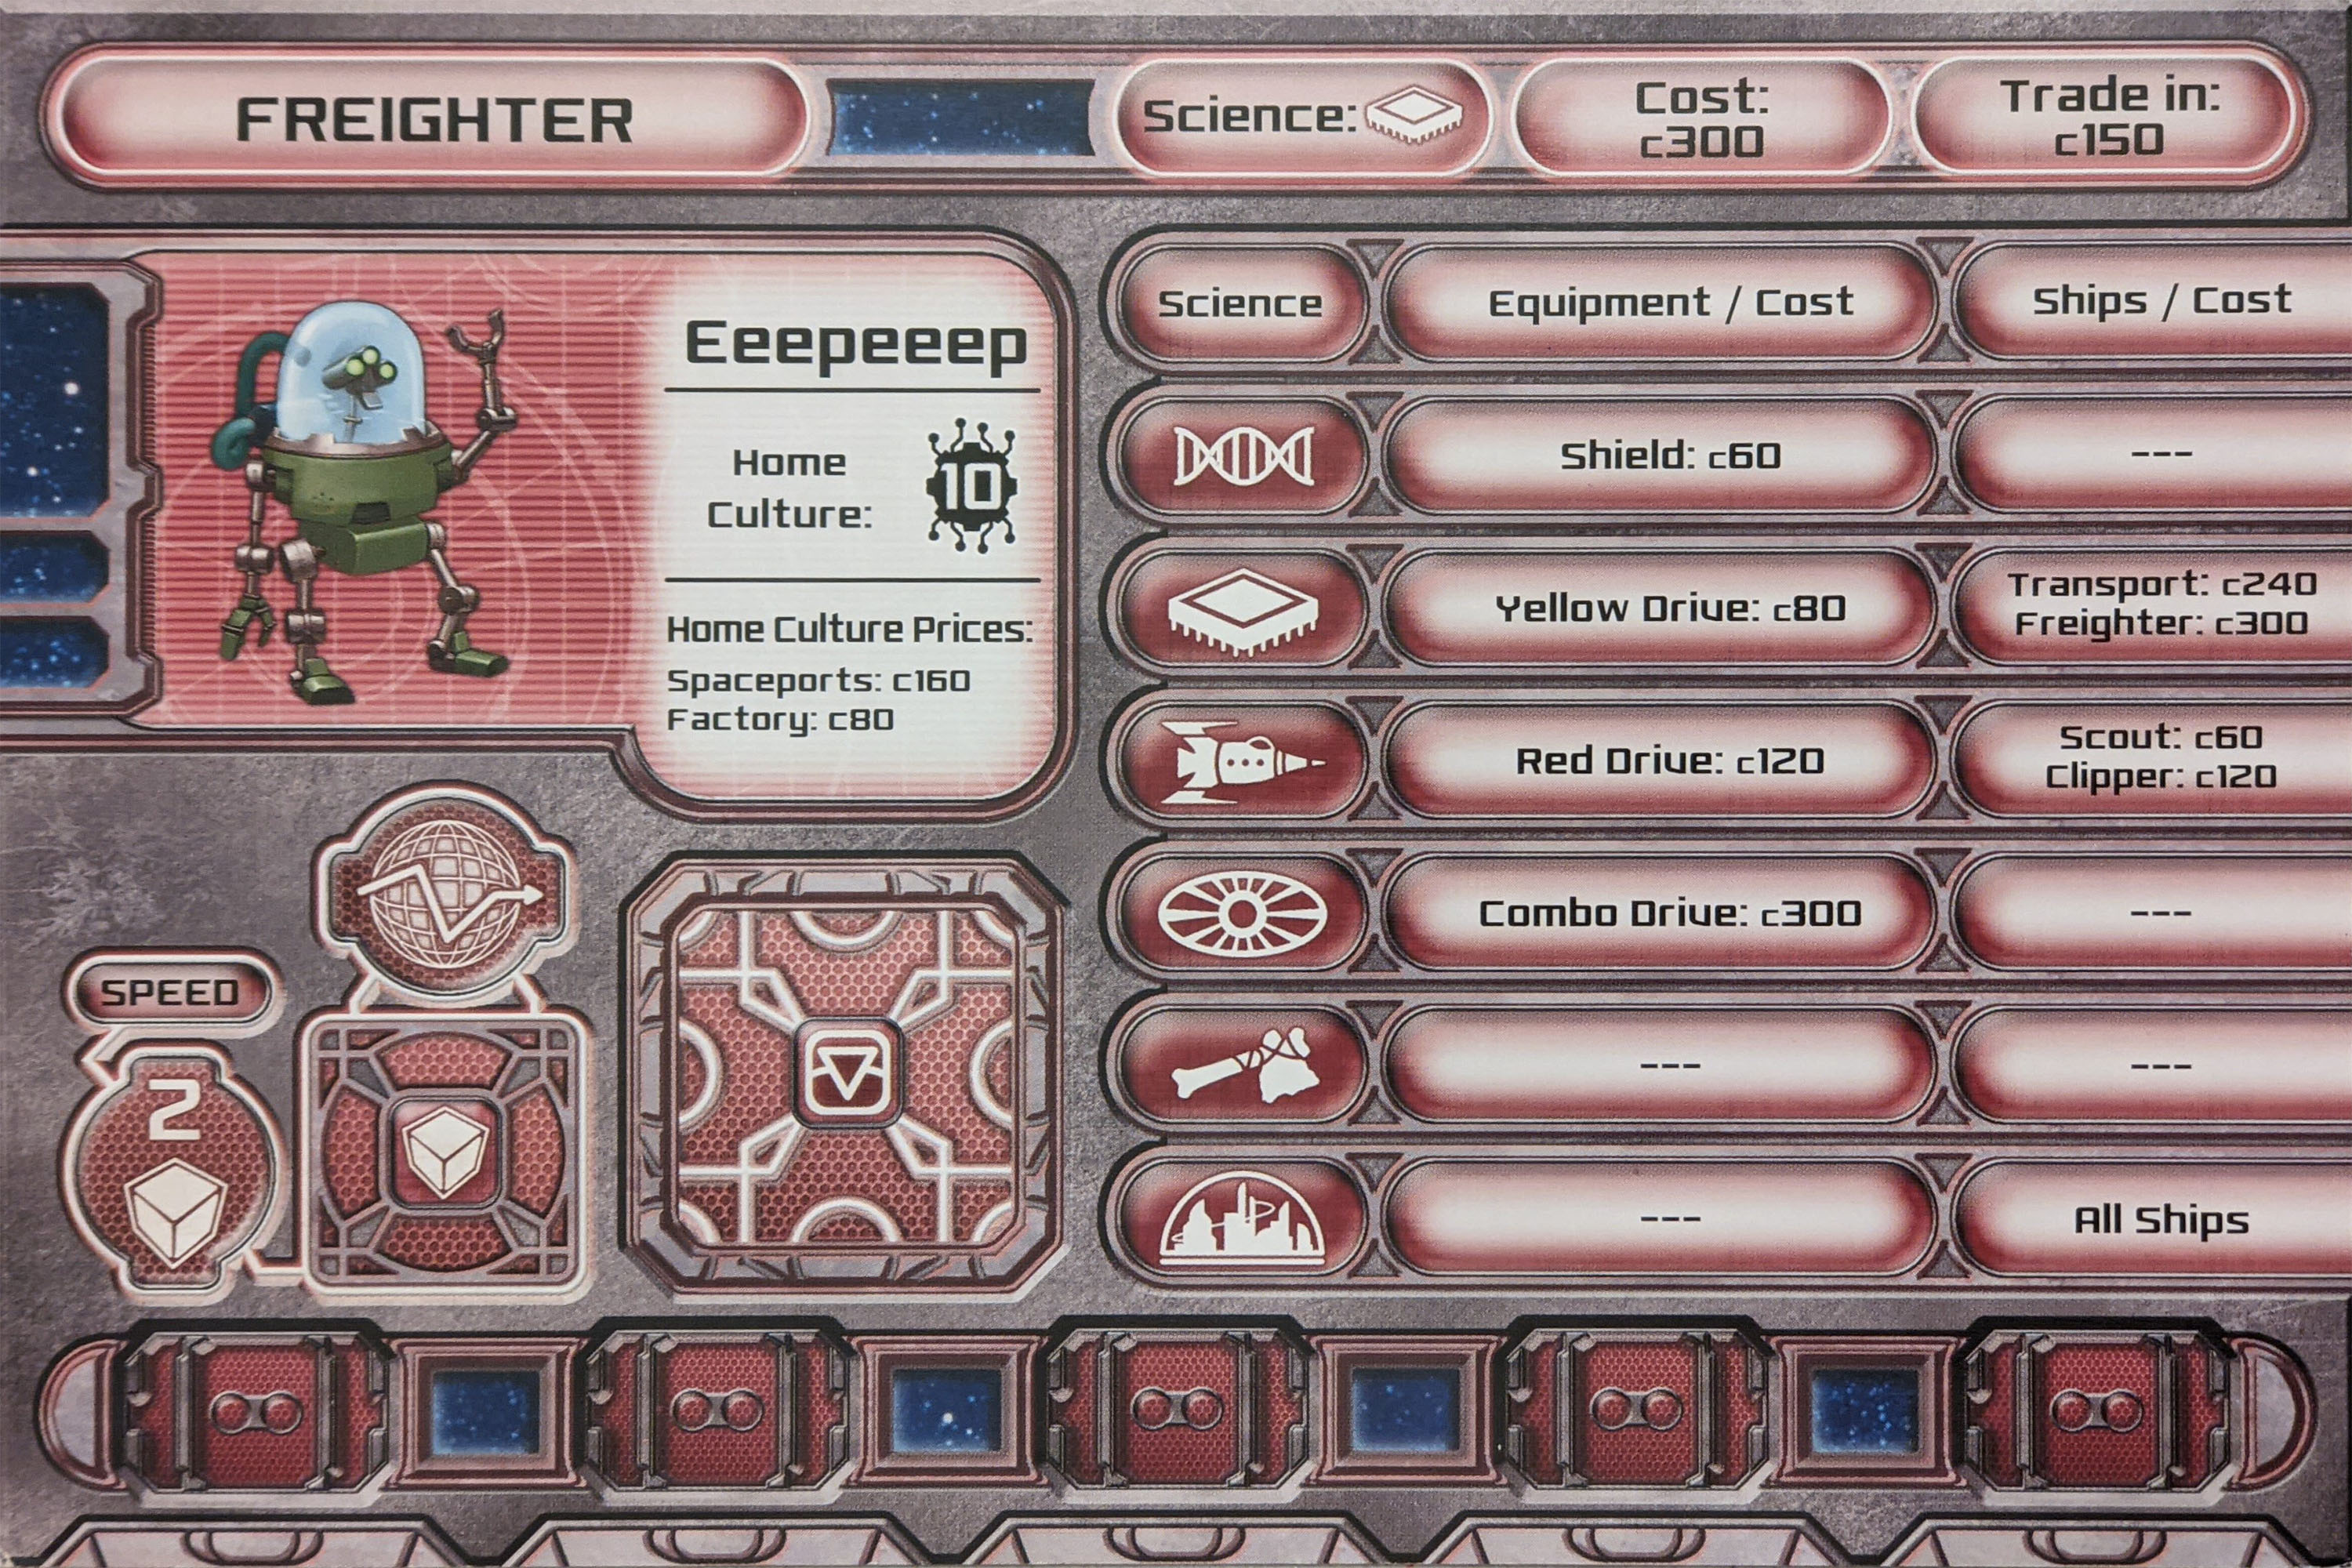 FREIGHTER
Science:
Cost:
c300
Trade in:
c150
Eeepeeep
Home
Culture:
10
Home Culture Prices:
Spaceports: c160
Factory: c80
SPEED
2
Science
Equipment / Cost
Ships / Cost
Shield: c60
---
Yellow Drive: c80
Transport: c240
Freighter: c300
Red Drive: c120
Scout: c60
Clipper: c120
Combo Drive: c300
---
---
---
---
All Ships